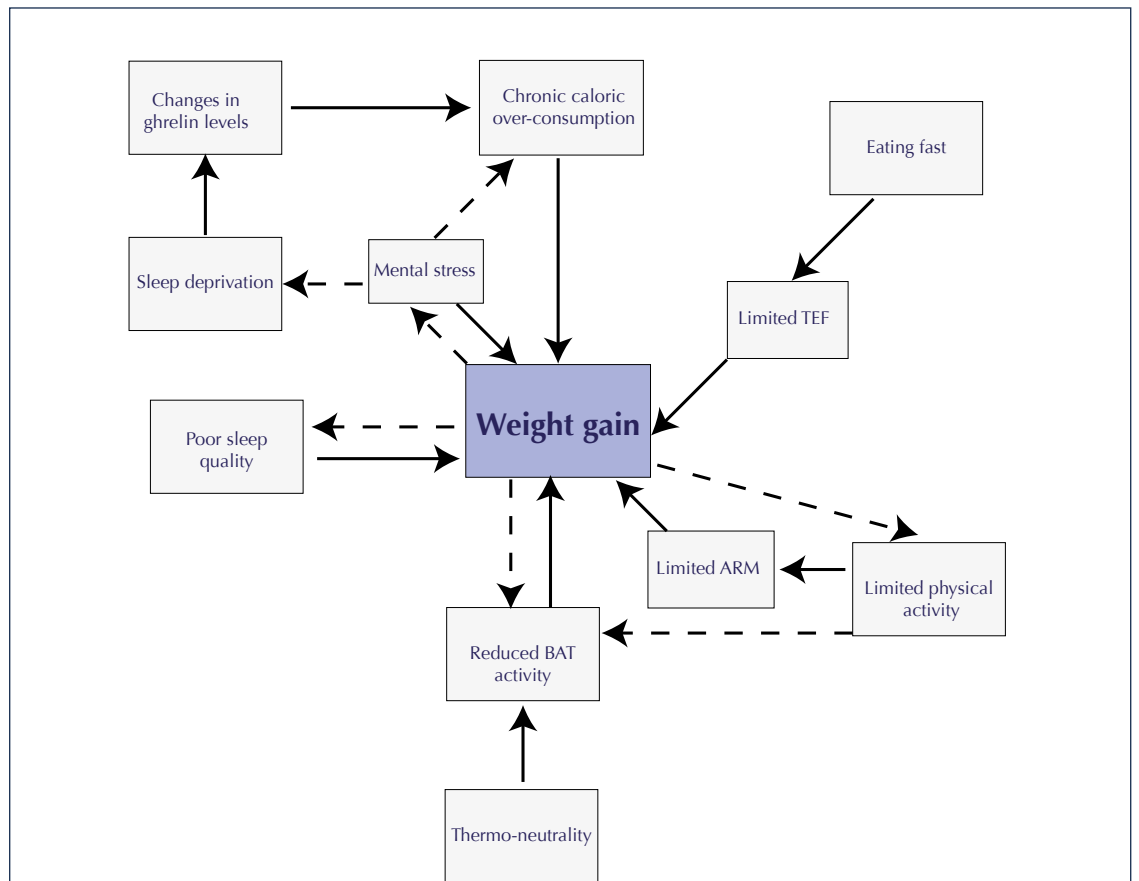 Changes in
ghrelin levels
Chronic caloric
over-consumption
Eating fast
Sleep deprivation
Mental stress
Limited TEF
Weight gain
Poor sleep
quality
Limited ARM
Limited physical
activity
Reduced BAT
activity
Thermo-neutrality